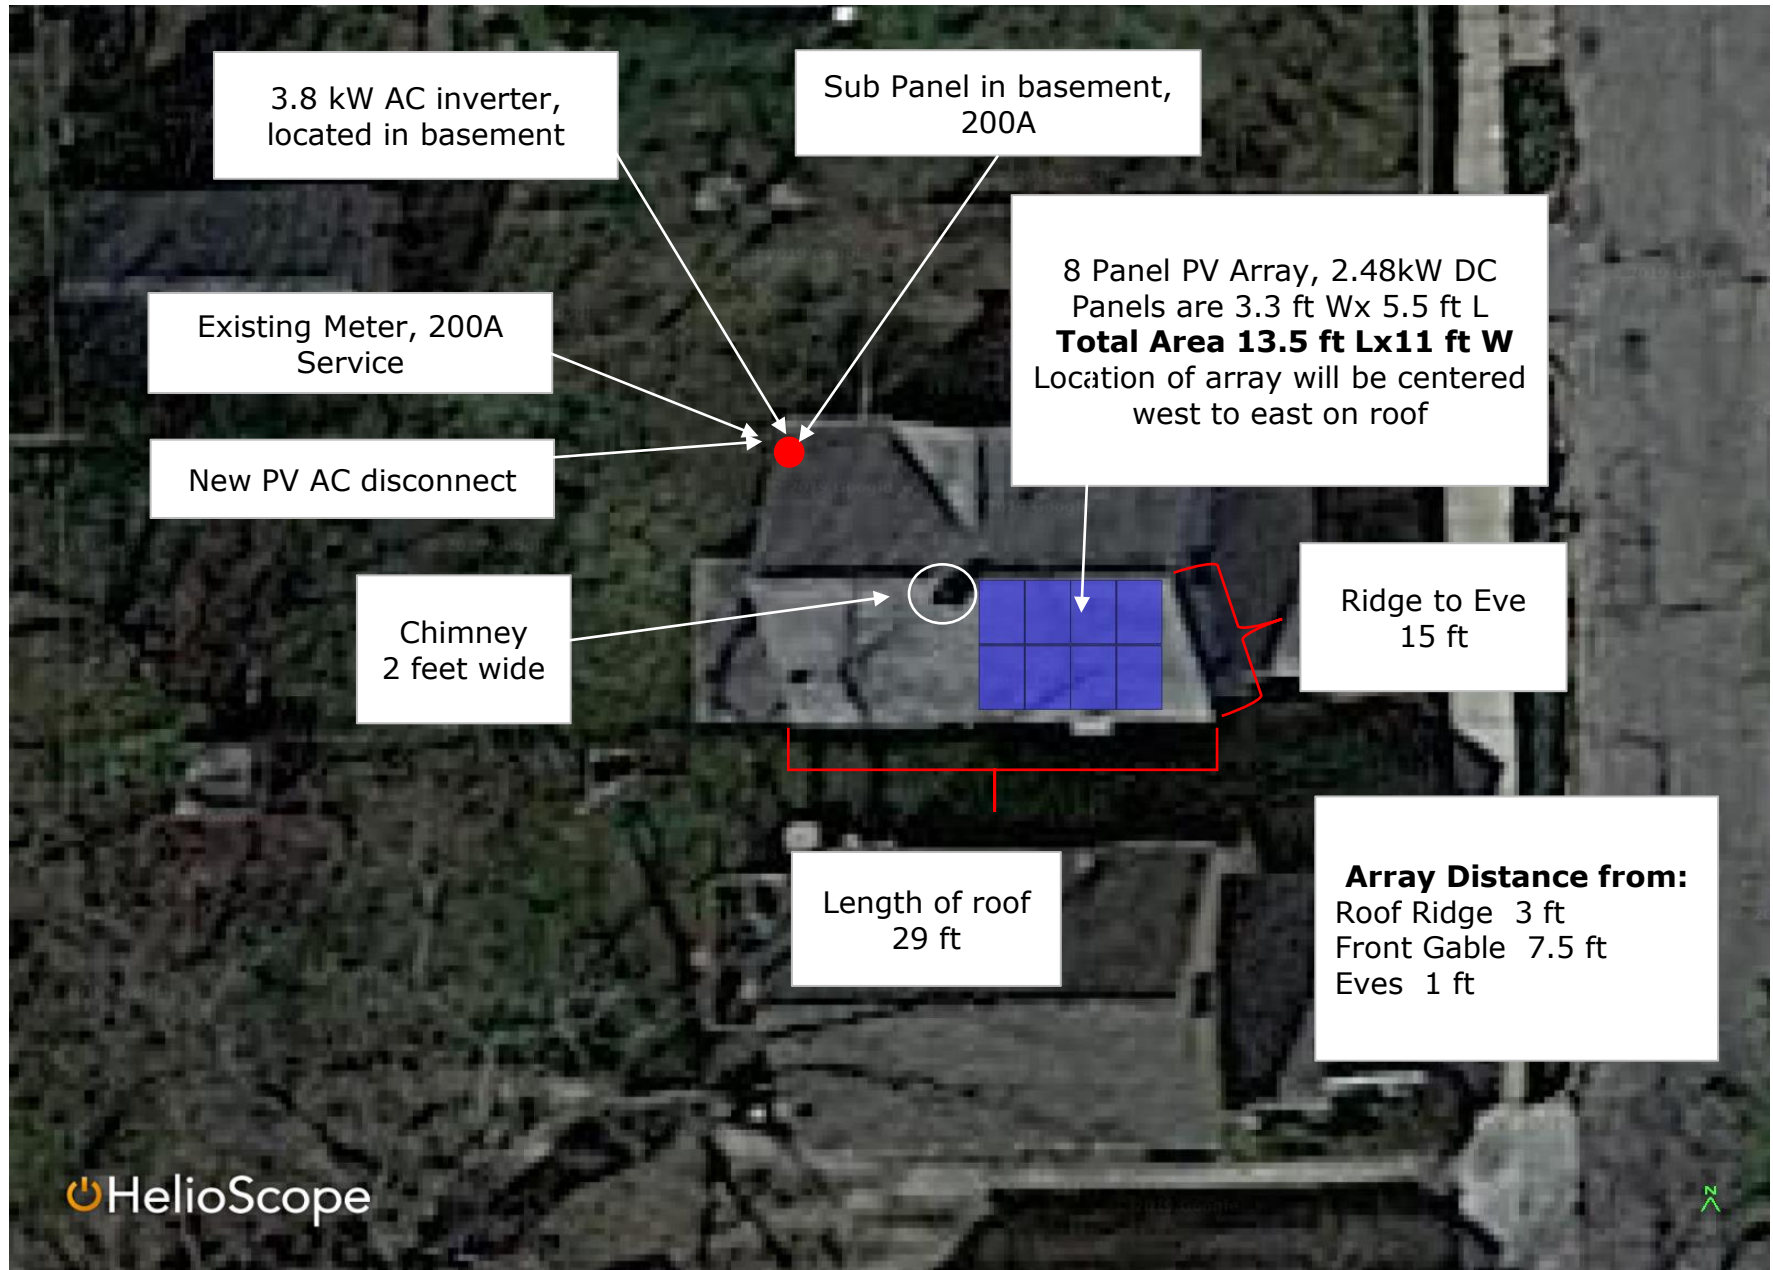 3.8 kW AC inverter,
located in basement
Sub Panel in basement,
200A
8 Panel PV Array, 2.48kW DC
Panels are 3.3 ft Wx 5.5 ft L
Total Area 13.5 ft Lx11 ft W
Location of array will be centered
west to east on roof
Existing Meter, 200A
Service
New PV AC disconnect
Chimney
2 feet wide
Ridge to Eve
15 ft
Length of roof
29 ft
Array Distance from:
Roof Ridge 3 ft
Front Gable 7.5 ft
Eves 1 ft
HelioScope
N